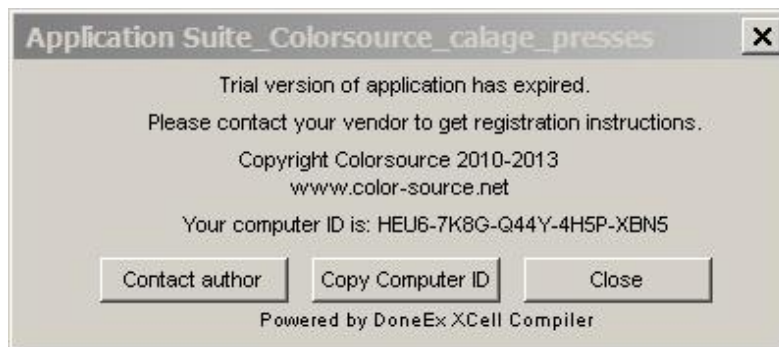 Application Suite_Colorsource_calage_presses
Trial version of application has expired.
Please contact your vendor to get registration instructions.
Copyright Colorsource 2010-2013
www.color-source.net
Your computer ID is: HEU6-7K8G-Q44Y-4H5P-XBN5
Contact author Copy Computer ID Close
Powered by DoneEx XCell Compiler